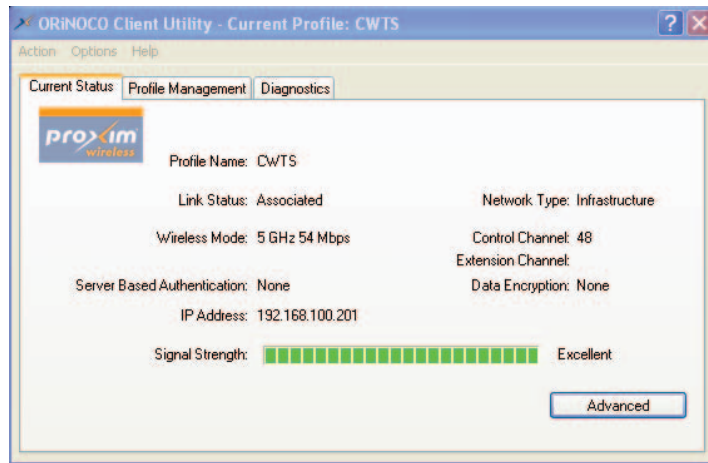 ORiNOCO Client Utility - Current Profile: CWTS
Action Options Help
Current Status Profile Management Diagnostics
proxim
wireless
Profile Name: CWTS
Link Status: Associated Network Type: Infrastructure
Wireless Mode: 5 GHz 54 Mbps Control Channel: 48
Extension Channel:
Server Based Authentication: None Data Encryption: None
IP Address: 192.168.100.201
Signal Strength: Excellent
Advanced